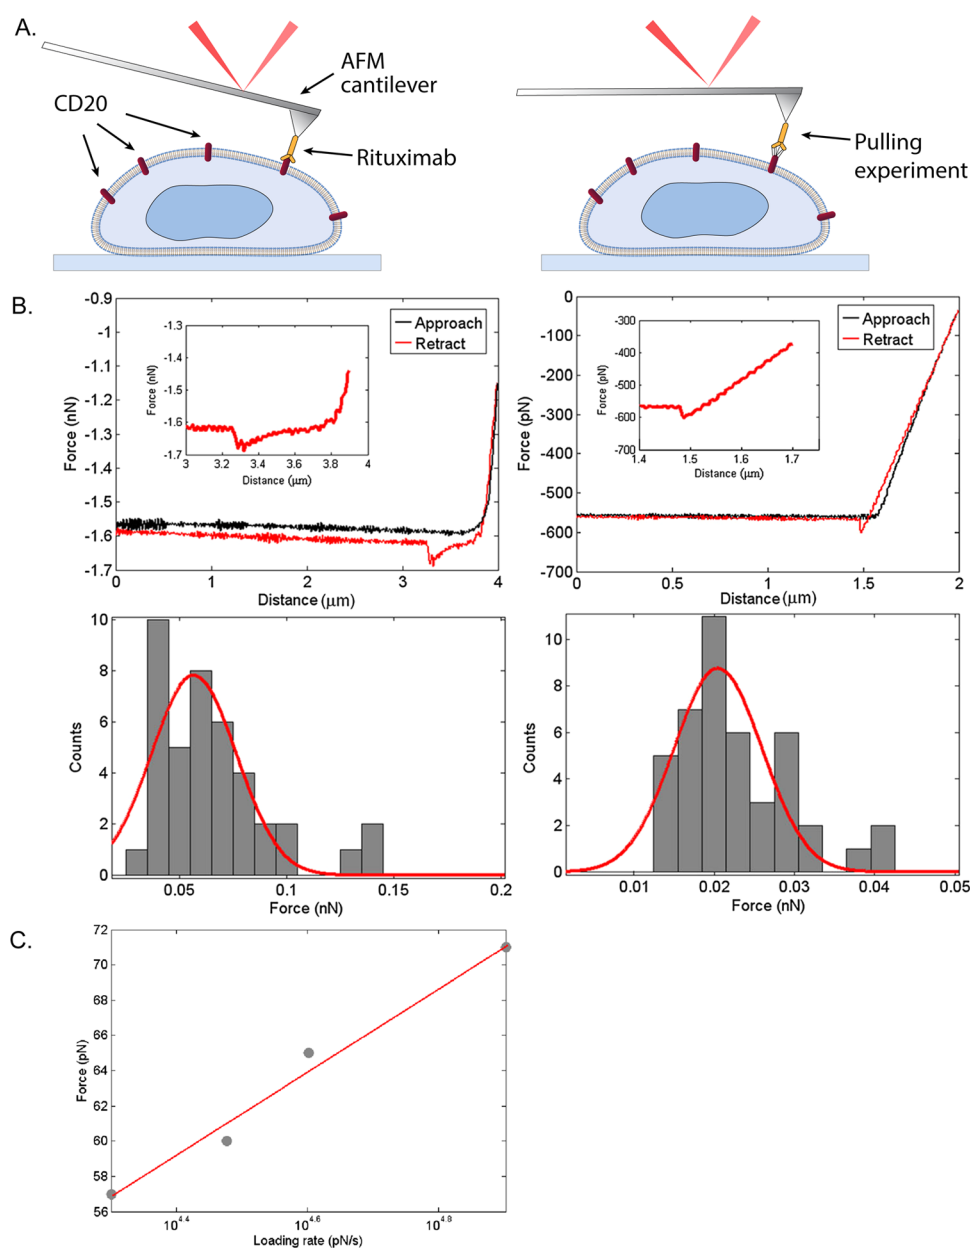 A.
AFM
cantilever
CD20
Rituximab
Pulling
experiment
B.
-0.9
-1
-1.1
-1.2
-1.3
-1.4
-1.5
-1.6
-1.7
Force (nN)
0
1
2
3
4
Distance (μm)
Approach
Retract
-1.3
-1.4
-1.5
-1.6
-1.7
Force (nN)
3
3.2
3.4
3.6
3.8
4
Distance (μm)
0
-100
-200
-300
-400
-500
-600
-700
Force (pN)
0
0.5
1
1.5
2
Distance (μm)
Approach
Retract
-300
-400
-500
-600
-700
Force (pN)
1.4
1.5
1.6
1.7
Distance (μm)
10
8
6
4
2
0
Counts
0.05
0.1
0.15
0.2
Force (nN)
10
8
6
4
2
0
Counts
0.01
0.02
0.03
0.04
0.05
Force (nN)
C.
72
70
68
66
64
62
60
58
56
Force (pN)
10^4.4
10^4.6
10^4.8
Loading rate (pN/s)